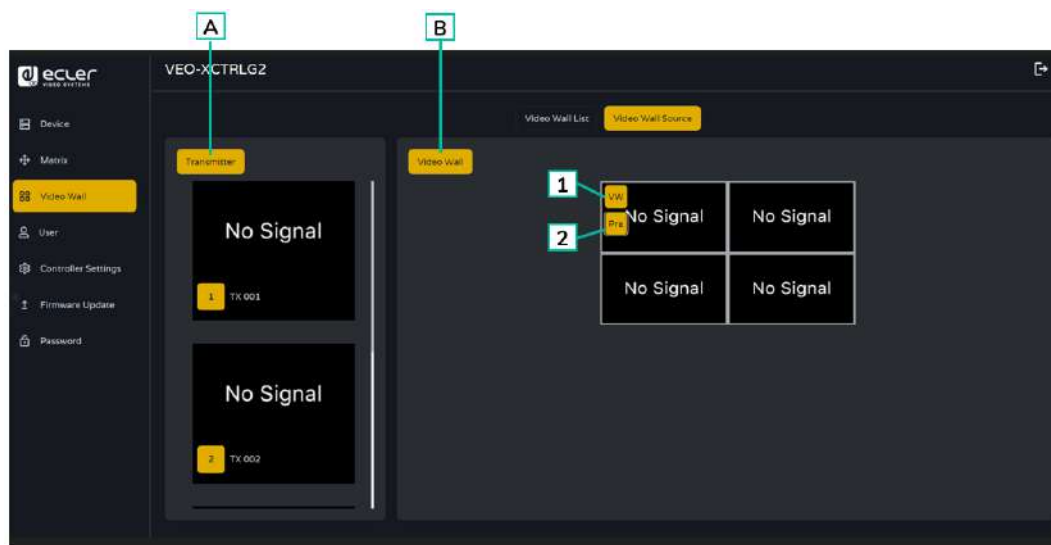 A
B
ecler
VIDEO SYSTEMS
VEO-XCTRLG2
Device
Matrix
Video Wall
User
Controller Settings
Firmware Update
Password
Video Wall List
Video Wall Source
Transmitter
No Signal
1
TX 001
No Signal
2
TX 002
Video Wall
1
2
VW
Pra
No Signal
No Signal
No Signal
No Signal